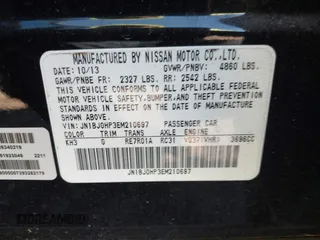 MANUFACTURED BY NISSAN MOTOR CO.,LTD.
DATE: 10/13 GVWR/PNBV: 4860 LBS.
GAWR/PNBE FR: 2327 LBS. RR: 2542 LBS.
THIS VEHICLE CONFORMS TO ALL APPLICABLE FEDERAL
MOTOR VEHICLE SAFETY, BUMPER, AND THEFT PREVENTION
STANDARDS IN EFFECT ON THE DATE OF MANUFACTURE
SHOWN ABOVE.
VIN: JN1BJ0HP3EM210697 PASSENGER CAR
COLOR TRIM TRANS R/AXLE ENGINE
KH3 G RE7R01A RC31 VQ37(VHR) 3696CC
2211